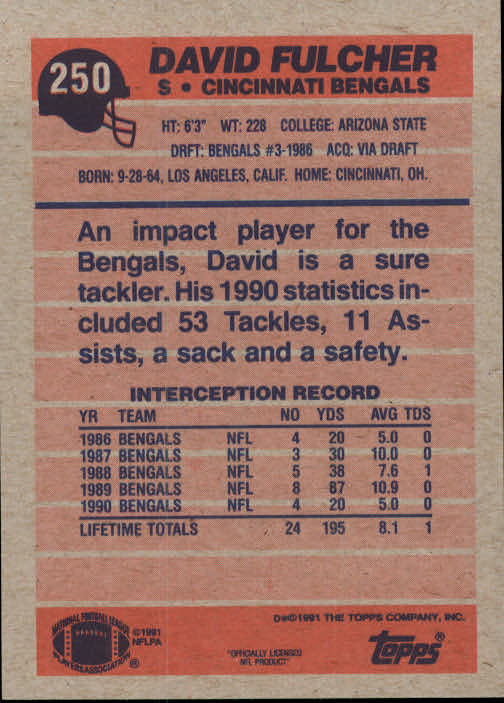 250
DAVID FULCHER
S • CINCINNATI BENGALS
HT: 6'3" WT: 228 COLLEGE: ARIZONA STATE
DRFT: BENGALS #3-1986 ACQ: VIA DRAFT
BORN: 9-28-64, LOS ANGELES, CALIF. HOME: CINCINNATI, OH.
An impact player for the
Bengals, David is a sure
tackler. His 1990 statistics in-
cluded 53 Tackles, 11 As-
sists, a sack and a safety.
INTERCEPTION RECORD
YR TEAM NO YDS AVG TDS
1986 BENGALS NFL 4 20 5.0 0
1987 BENGALS NFL 3 30 10.0 0
1988 BENGALS NFL 5 38 7.6 1
1989 BENGALS NFL 8 87 10.9 0
1990 BENGALS NFL 4 20 5.0 0
LIFETIME TOTALS 24 195 8.1 1
NATIONAL FOOTBALL LEAGUE
PLAYERS ASSOCIATION ®
©1991
NFLPA
D*©1991 THE TOPPS COMPANY, INC.
"OFFICIALLY LICENSED
NFL PRODUCT"
topps®